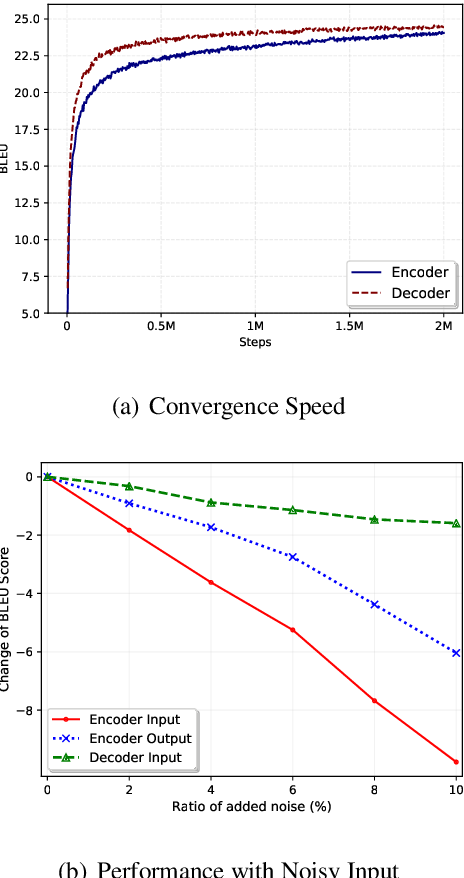 25.0
22.5
20.0
17.5
15.0
12.5
10.0
7.5
5.0
BLEU
Encoder
Decoder
0 0.5M 1M 1.5M 2M
Steps
(a) Convergence Speed
0
−2
−4
−6
−8
Change of BLEU Score
Encoder Input
Encoder Output
Decoder Input
0 2 4 6 8 10
Ratio of added noise (%)
(b) Performance with Noisy Input